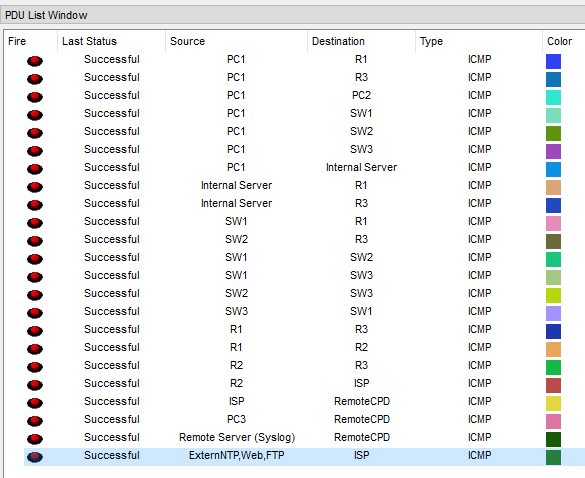 PDU List Window
Fire Last Status Source Destination Type Color
Successful PC1 R1 ICMP
Successful PC1 R3 ICMP
Successful PC1 PC2 ICMP
Successful PC1 SW1 ICMP
Successful PC1 SW2 ICMP
Successful PC1 SW3 ICMP
Successful PC1 Internal Server ICMP
Successful Internal Server R1 ICMP
Successful Internal Server R3 ICMP
Successful SW1 R1 ICMP
Successful SW2 R3 ICMP
Successful SW1 SW2 ICMP
Successful SW1 SW3 ICMP
Successful SW2 SW3 ICMP
Successful SW3 SW1 ICMP
Successful R1 R3 ICMP
Successful R1 R2 ICMP
Successful R2 R3 ICMP
Successful R2 ISP ICMP
Successful ISP RemoteCPD ICMP
Successful PC3 RemoteCPD ICMP
Successful Remote Server (Syslog) RemoteCPD ICMP
Successful ExternNTP,Web,FTP ISP ICMP